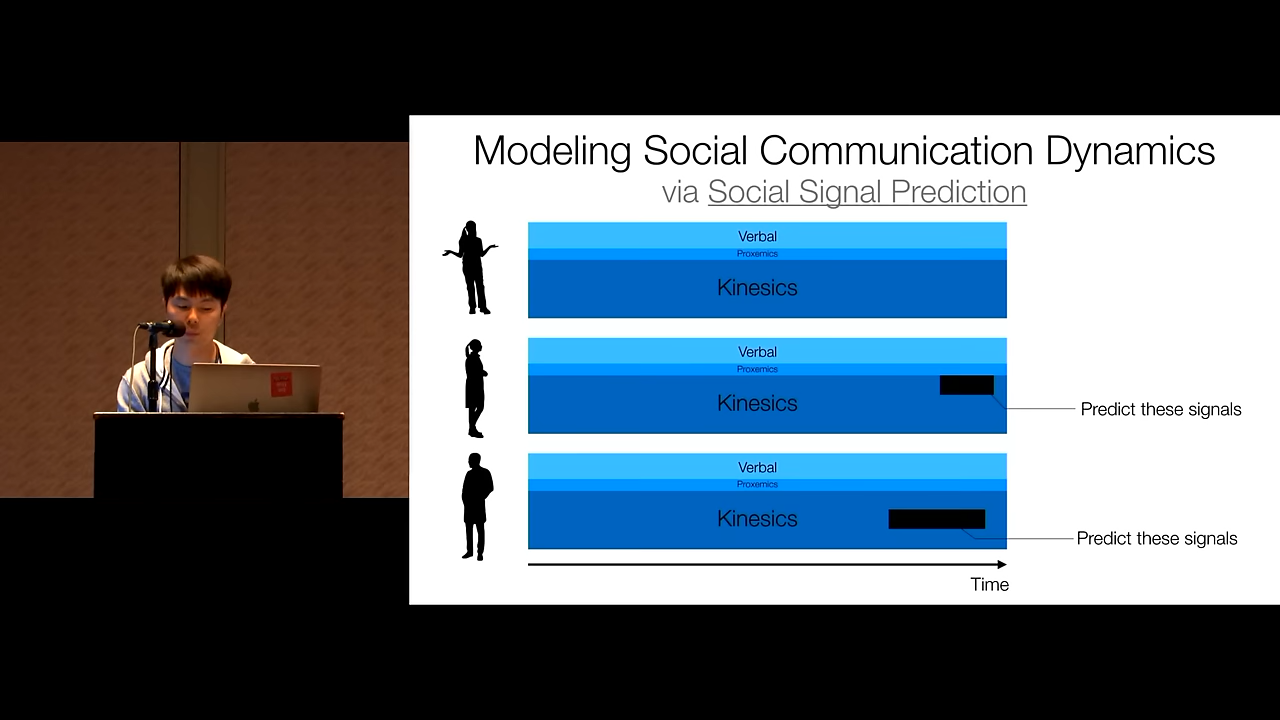 Modeling Social Communication Dynamics
via Social Signal Prediction
Verbal
Proxemics
Kinesics
Verbal
Proxemics
Kinesics
Predict these signals
Verbal
Proxemics
Kinesics
Predict these signals
Time